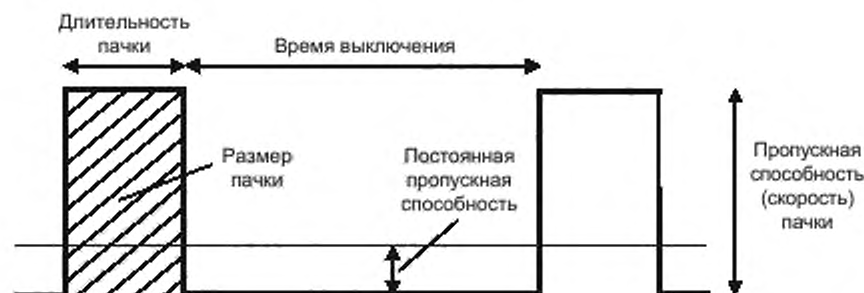 Длительность
пачки
Время выключения
Размер
пачки
Постоянная
пропускная
способность
Пропускная
способность
(скорость)
пачки